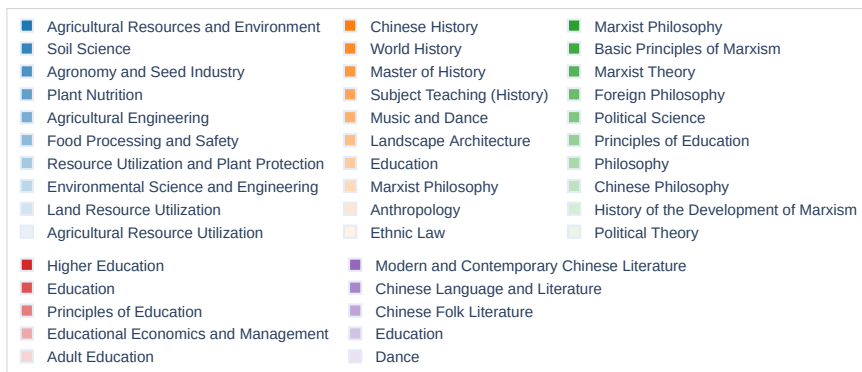 Agricultural Resources and Environment
Soil Science
Agronomy and Seed Industry
Plant Nutrition
Agricultural Engineering
Food Processing and Safety
Resource Utilization and Plant Protection
Environmental Science and Engineering
Land Resource Utilization
Agricultural Resource Utilization
Chinese History
World History
Master of History
Subject Teaching (History)
Music and Dance
Landscape Architecture
Education
Marxist Philosophy
Anthropology
Ethnic Law
Marxist Philosophy
Basic Principles of Marxism
Marxist Theory
Foreign Philosophy
Political Science
Principles of Education
Philosophy
Chinese Philosophy
History of the Development of Marxism
Political Theory
Higher Education
Education
Principles of Education
Educational Economics and Management
Adult Education
Modern and Contemporary Chinese Literature
Chinese Language and Literature
Chinese Folk Literature
Education
Dance